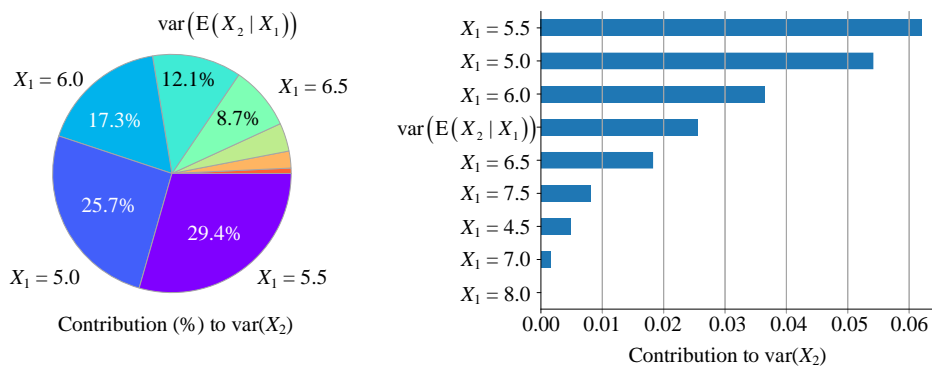 var(E(X₂ | X₁))
X₁ = 6.0
12.1%
X₁ = 6.5
17.3%
8.7%
25.7%
29.4%
X₁ = 5.0
X₁ = 5.5
Contribution (%) to var(X₂)
X₁ = 5.5
X₁ = 5.0
X₁ = 6.0
var(E(X₂ | X₁))
X₁ = 6.5
X₁ = 7.5
X₁ = 4.5
X₁ = 7.0
X₁ = 8.0
0.00 0.01 0.02 0.03 0.04 0.05 0.06
Contribution to var(X₂)